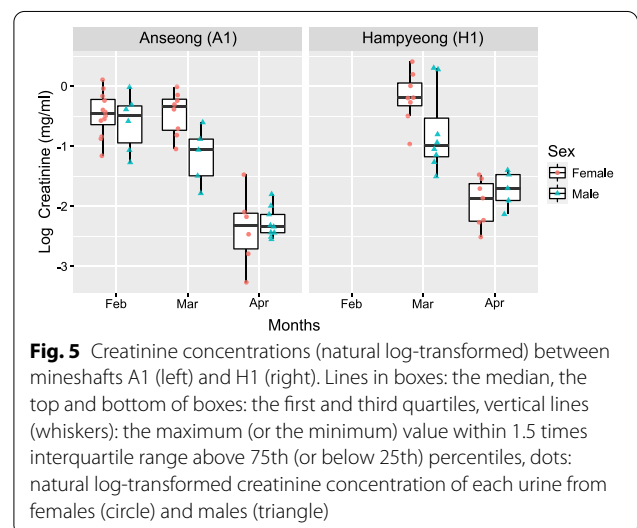 Anseong (A1) Hampyeong (H1)
0
-1
-2
-3
Log Creatinine (mg/ml)
Feb Mar Apr Feb Mar Apr
Months
Sex
Female
Male
Fig. 5 Creatinine concentrations (natural log-transformed) between
mineshafts A1 (left) and H1 (right). Lines in boxes: the median, the
top and bottom of boxes: the first and third quartiles, vertical lines
(whiskers): the maximum (or the minimum) value within 1.5 times
interquartile range above 75th (or below 25th) percentiles, dots:
natural log-transformed creatinine concentration of each urine from
females (circle) and males (triangle)